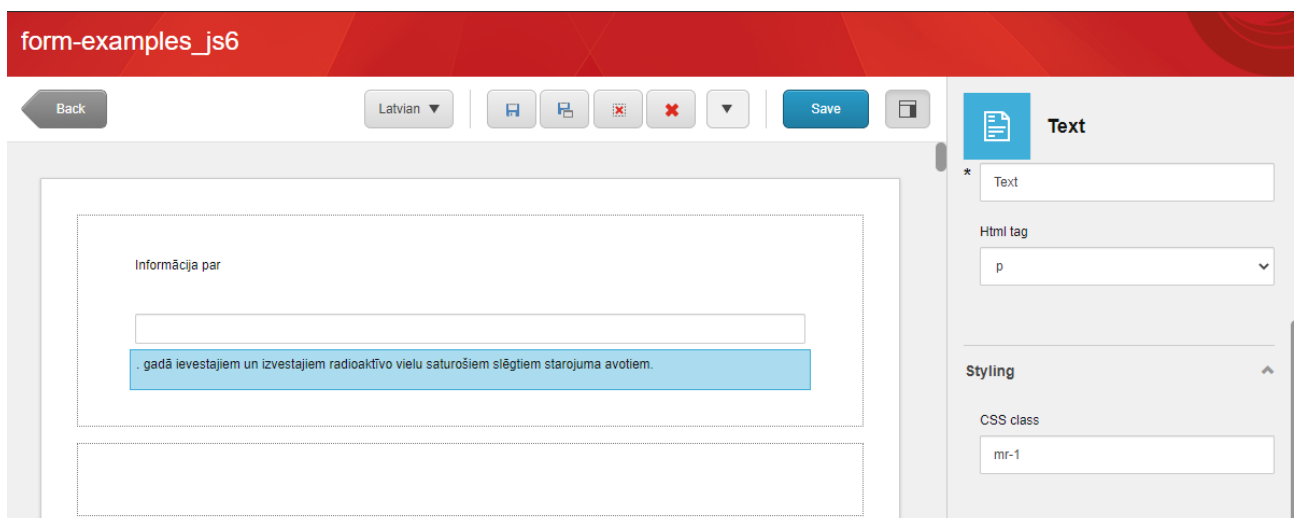 form-examples_js6
Back
Latvian
Save
Text
* Text
Html tag
p
Informācija par
. gadā ievestajiem un izvestajiem radioaktīvo vielu saturošiem slēgtiem starojuma avotiem.
Styling
CSS class
mr-1